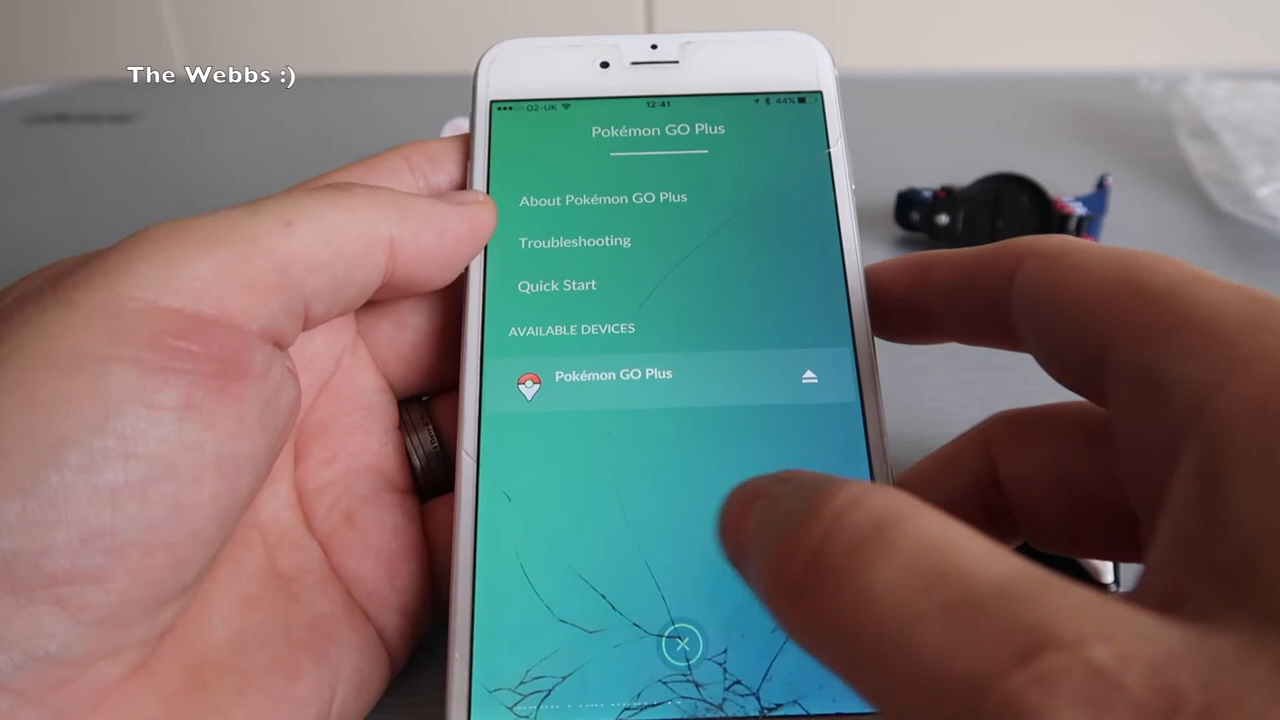 The Webbs :)
O2-UK 12:41 44%
Pokémon GO Plus
About Pokémon GO Plus
Troubleshooting
Quick Start
AVAILABLE DEVICES
Pokémon GO Plus